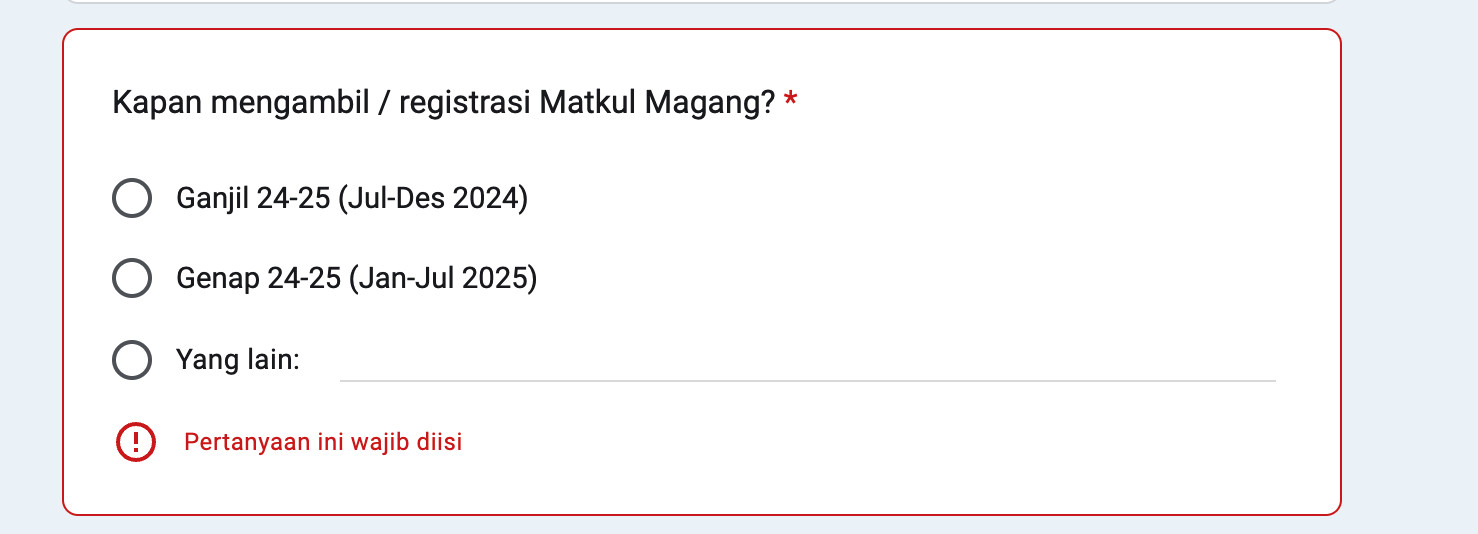 Kapan mengambil / registrasi Matkul Magang? *
Ganjil 24-25 (Jul-Des 2024)
Genap 24-25 (Jan-Jul 2025)
Yang lain:
Pertanyaan ini wajib diisi